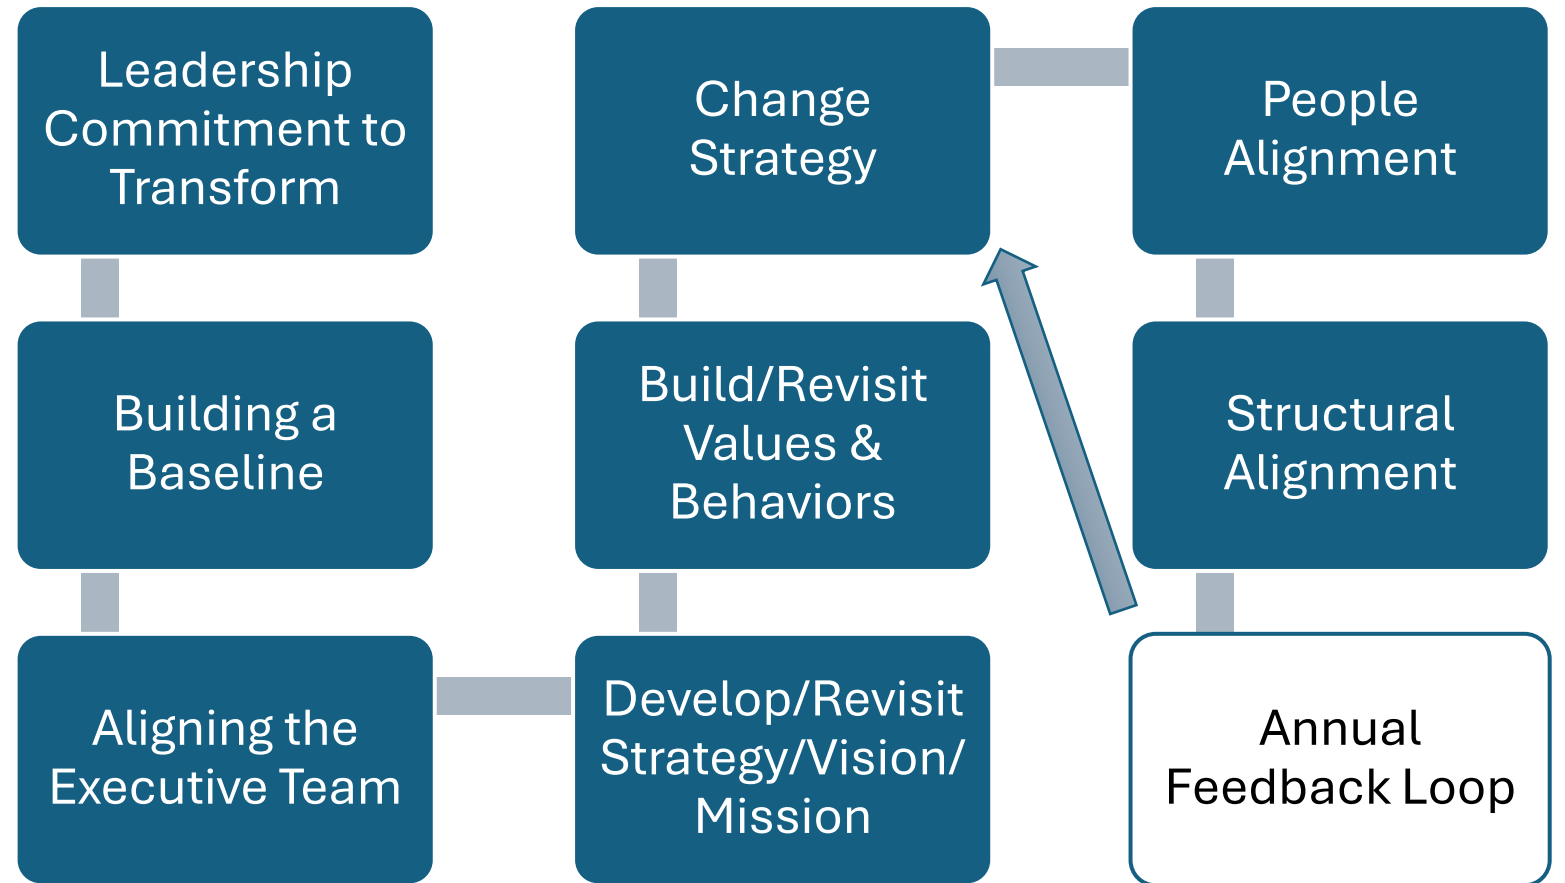 Leadership
Commitment to
Transform
Building a
Baseline
Aligning the
Executive Team
Develop/Revisit
Strategy/Vision/
Mission
Build/Revisit
Values &
Behaviors
Change
Strategy
People
Alignment
Structural
Alignment
Annual
Feedback Loop